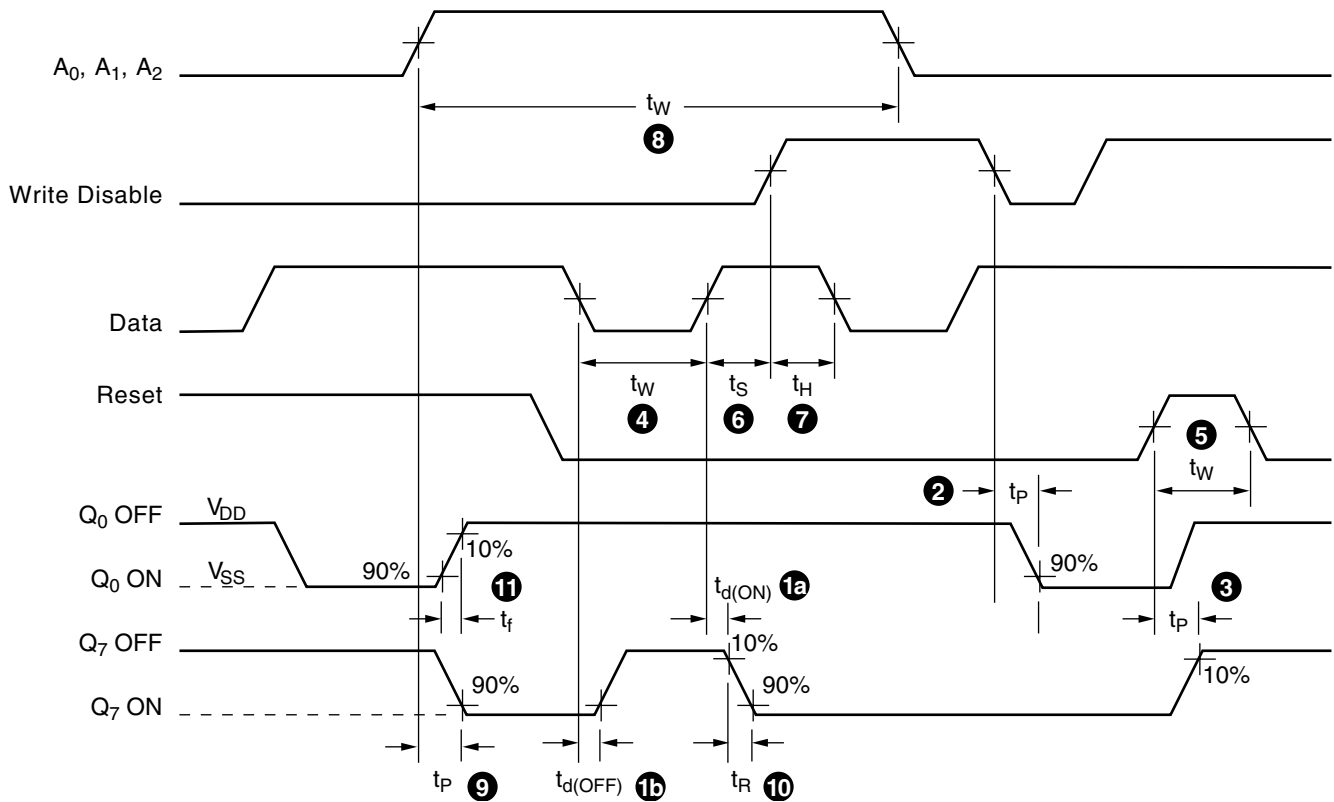 A0, A1, A2
tW
8
Write Disable
Data
tW
tS
tH
4
6
7
Reset
5
tW
2
tP
Q0 OFF
VDD
10%
90%
90%
Q0 ON
VSS
11
tf
td(ON)
1a
3
tP
Q7 OFF
10%
90%
90%
10%
Q7 ON
tP
9
td(OFF)
1b
tR
10